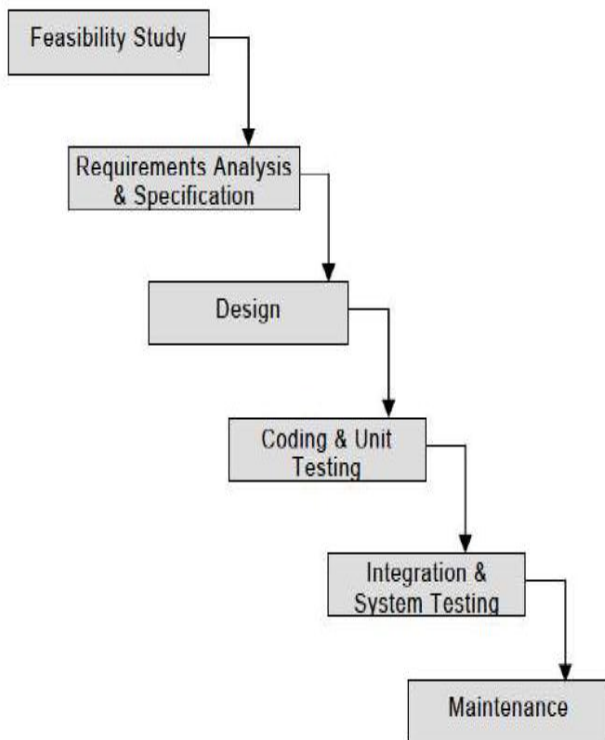 Feasibility Study
Requirements Analysis
& Specification
Design
Coding & Unit
Testing
Integration &
System Testing
Maintenance